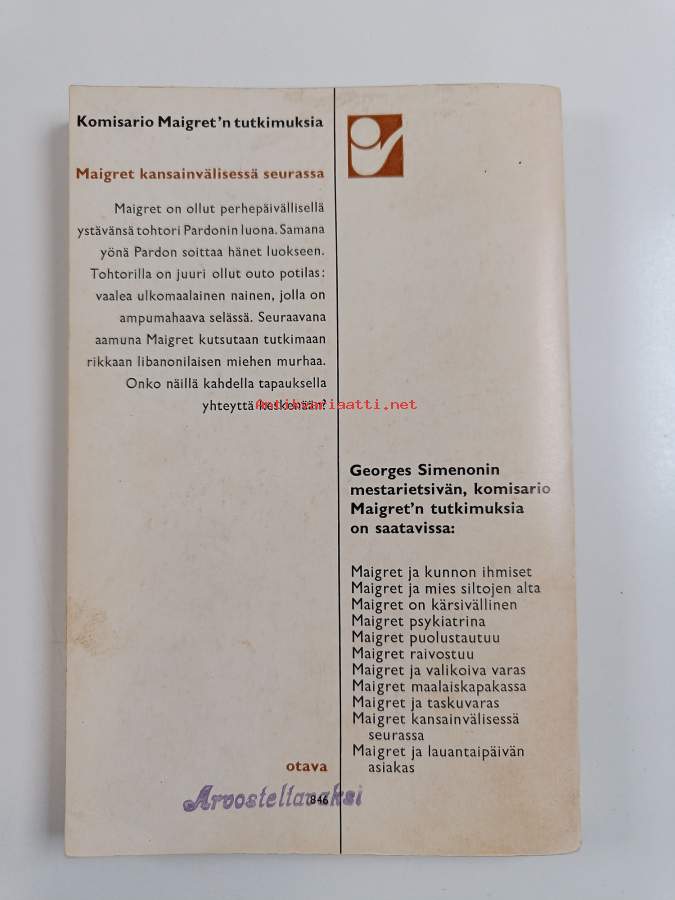 Komisario Maigret'n tutkimuksia
Maigret kansainvälisessä seurassa
Maigret on ollut perhepäivällisellä
ystävänsä tohtori Pardonin luona. Samana
yönä Pardon soittaa hänet luokseen.
Tohtorilla on juuri ollut outo potilas:
vaalea ulkomaalainen nainen, jolla on
ampumahaava selässä. Seuraavana
aamuna Maigret kutsutaan tutkimaan
rikkaan libanonilaisen miehen murhaa.
Onko näillä kahdella tapauksella
yhteyttä keskenään?
Antikvariaatti.net
otava
Arvosteltavaksi
846
Georges Simenonin
mestarietsivän, komisario
Maigret'n tutkimuksia
on saatavissa:
Maigret ja kunnon ihmiset
Maigret ja mies siltojen alta
Maigret on kärsivällinen
Maigret psykiatrina
Maigret puolustautuu
Maigret raivostuu
Maigret ja valikoiva varas
Maigret maalaiskapakassa
Maigret ja taskuvaras
Maigret kansainvälisessä
seurassa
Maigret ja lauantaipäivän
asiakas